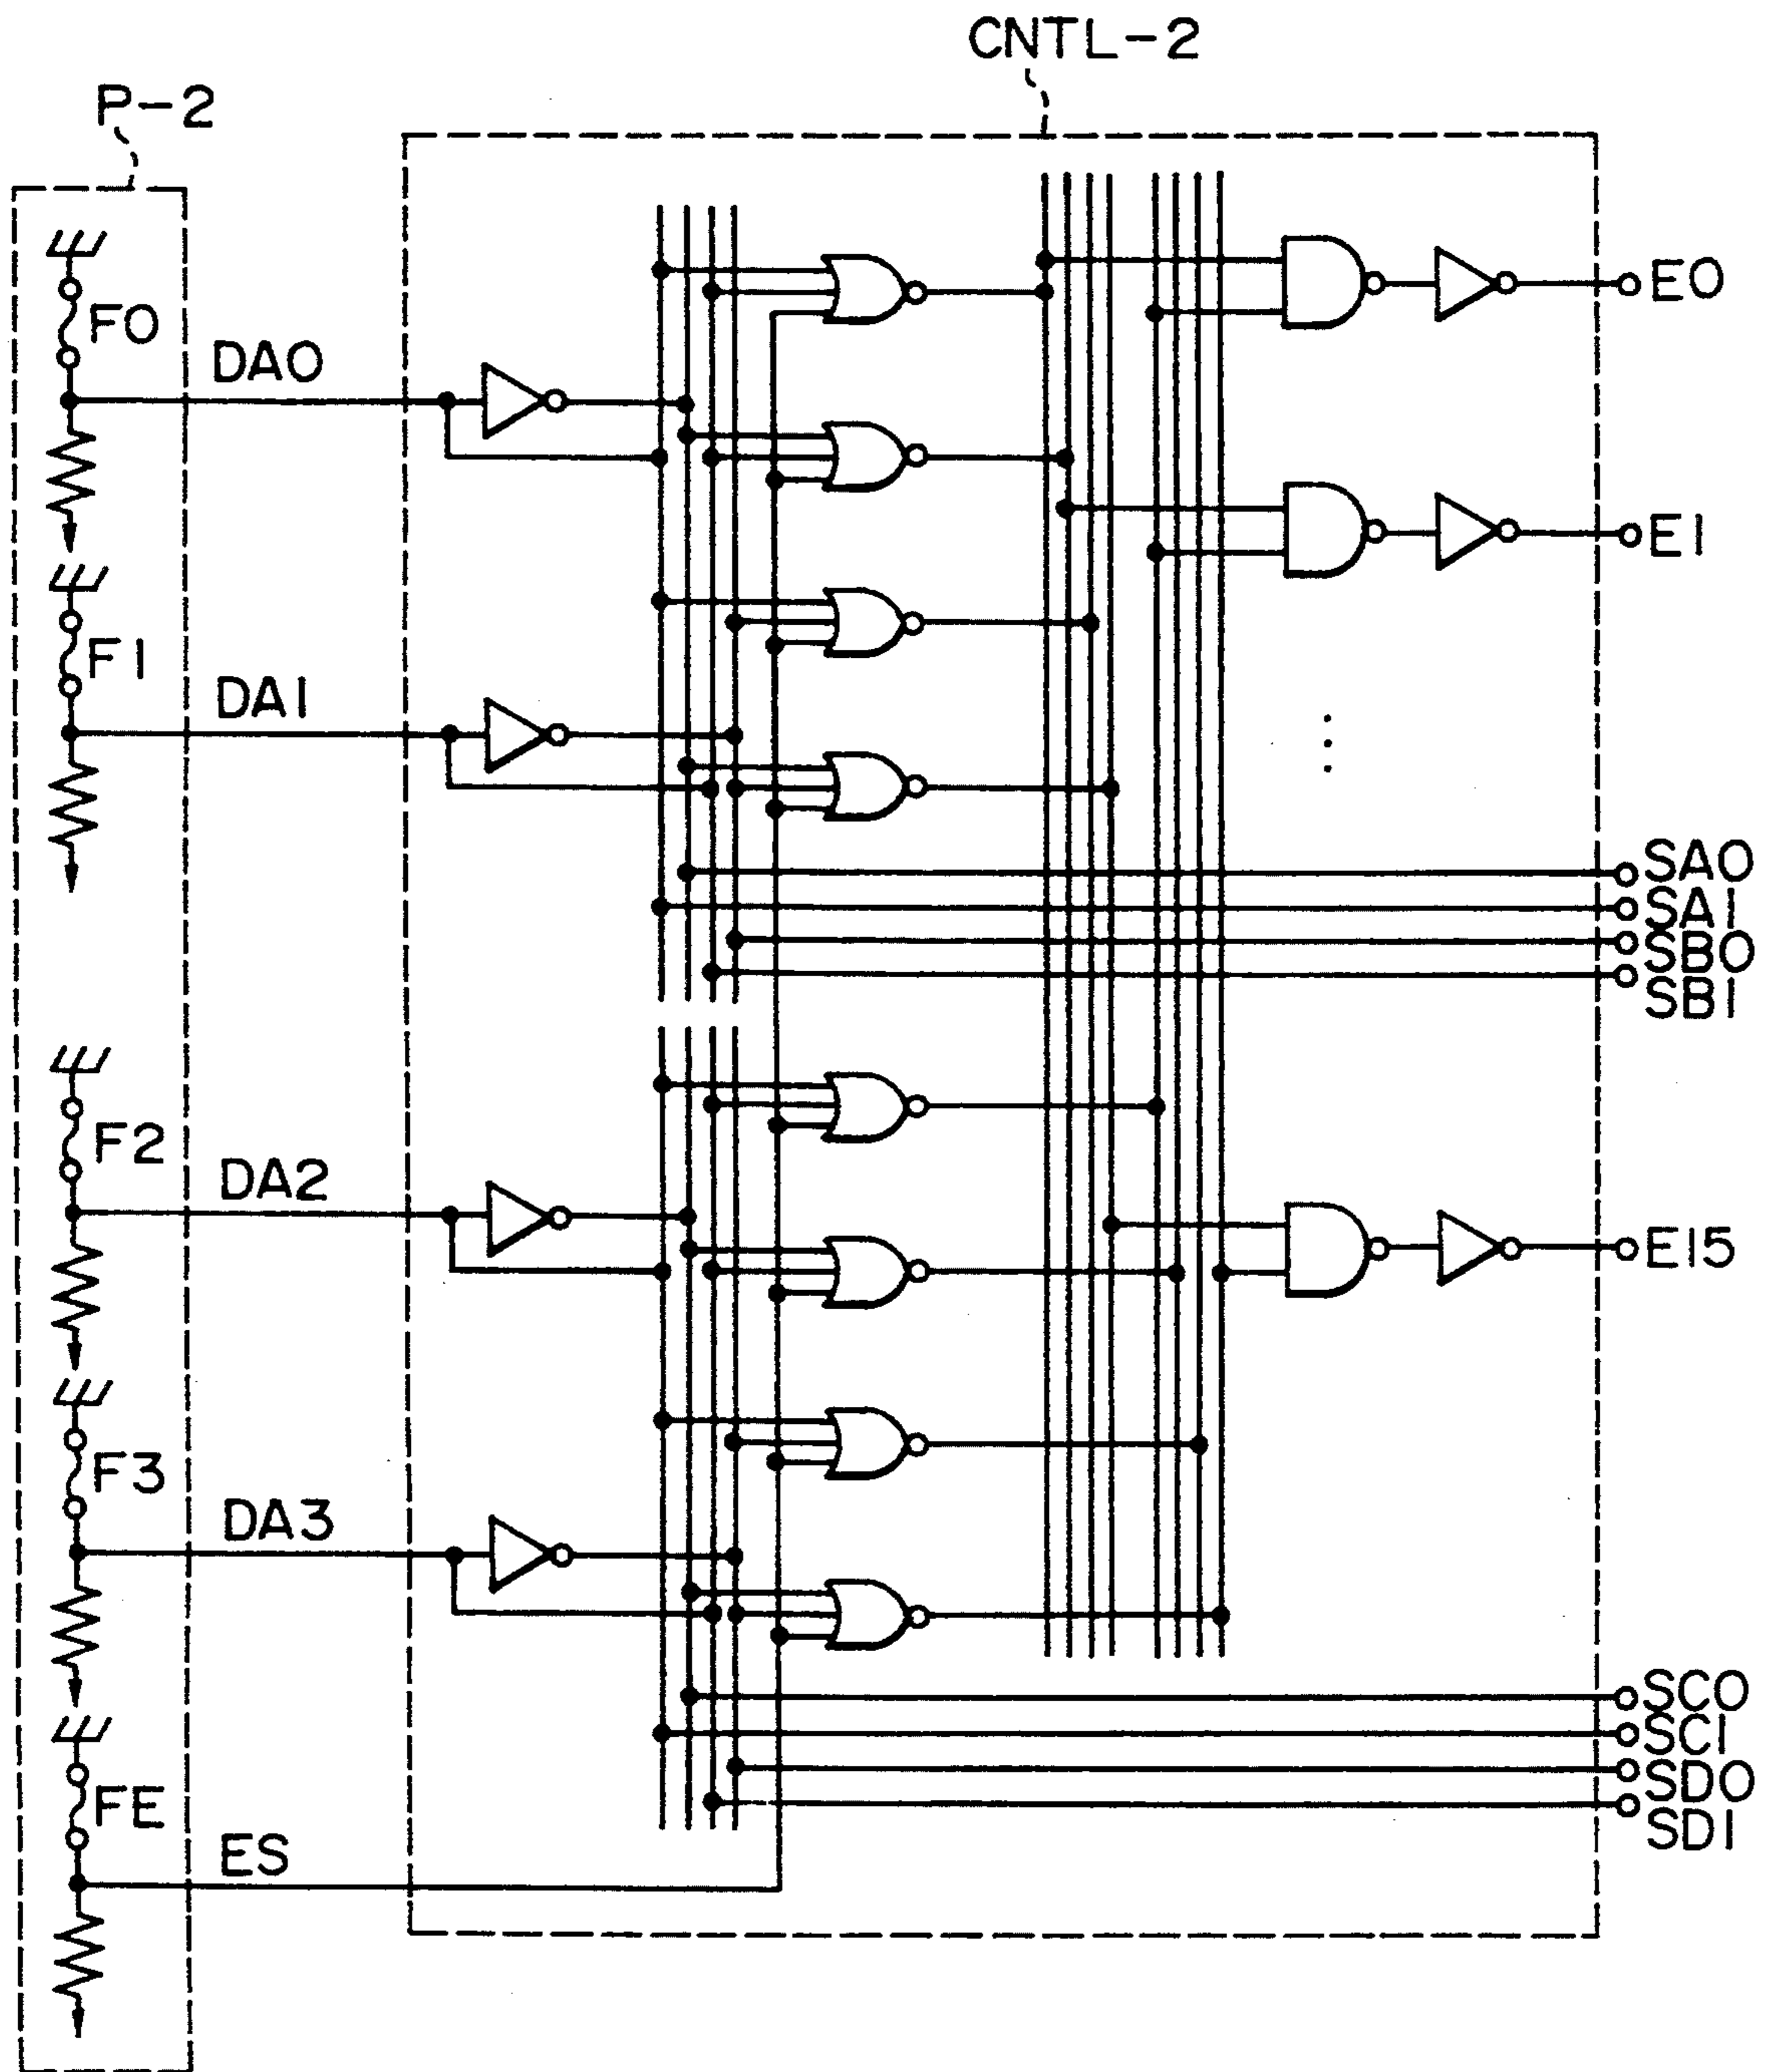 CNTL-2
P-2
F0
DA0
E0
E1
F1
DA1
SA0
SA1
SB0
SB1
F2
DA2
E15
F3
DA3
SC0
SC1
SD0
SD1
FE
ES